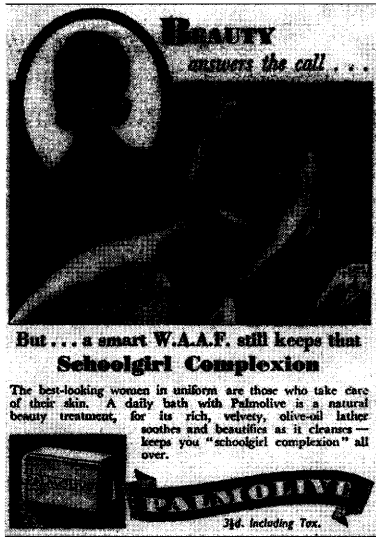 BEAUTY
answers the call . . .
But . . . a smart W.A.A.F. still keeps that
Schoolgirl Complexion
The best-looking women in uniform are those who take care
of their skin. A daily bath with Palmolive is a natural
beauty treatment, for its rich, velvety, olive-oil lather
soothes and beautifies as it cleanses —
keeps you "schoolgirl complexion" all
over.
PALMOLIVE
PALMOLIVE
3½d. Including Tax.